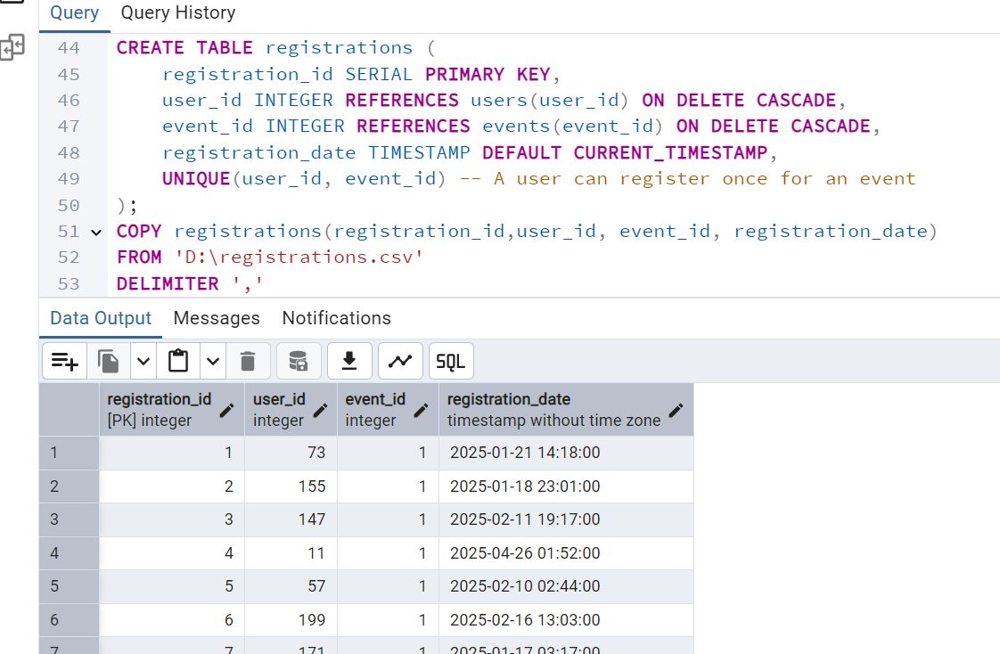 Query Query History
44 CREATE TABLE registrations (
45 registration_id SERIAL PRIMARY KEY,
46 user_id INTEGER REFERENCES users(user_id) ON DELETE CASCADE,
47 event_id INTEGER REFERENCES events(event_id) ON DELETE CASCADE,
48 registration_date TIMESTAMP DEFAULT CURRENT_TIMESTAMP,
49 UNIQUE(user_id, event_id) -- A user can register once for an event
50 );
51 COPY registrations(registration_id,user_id, event_id, registration_date)
52 FROM 'D:\registrations.csv'
53 DELIMITER ','
Data Output Messages Notifications
SQL
registration_id user_id event_id registration_date
[PK] integer integer integer timestamp without time zone
1 1 73 1 2025-01-21 14:18:00
2 2 155 1 2025-01-18 23:01:00
3 3 147 1 2025-02-11 19:17:00
4 4 11 1 2025-04-26 01:52:00
5 5 57 1 2025-02-10 02:44:00
6 6 199 1 2025-02-16 13:03:00
7 7 171 1 2025-01-17 03:17:00